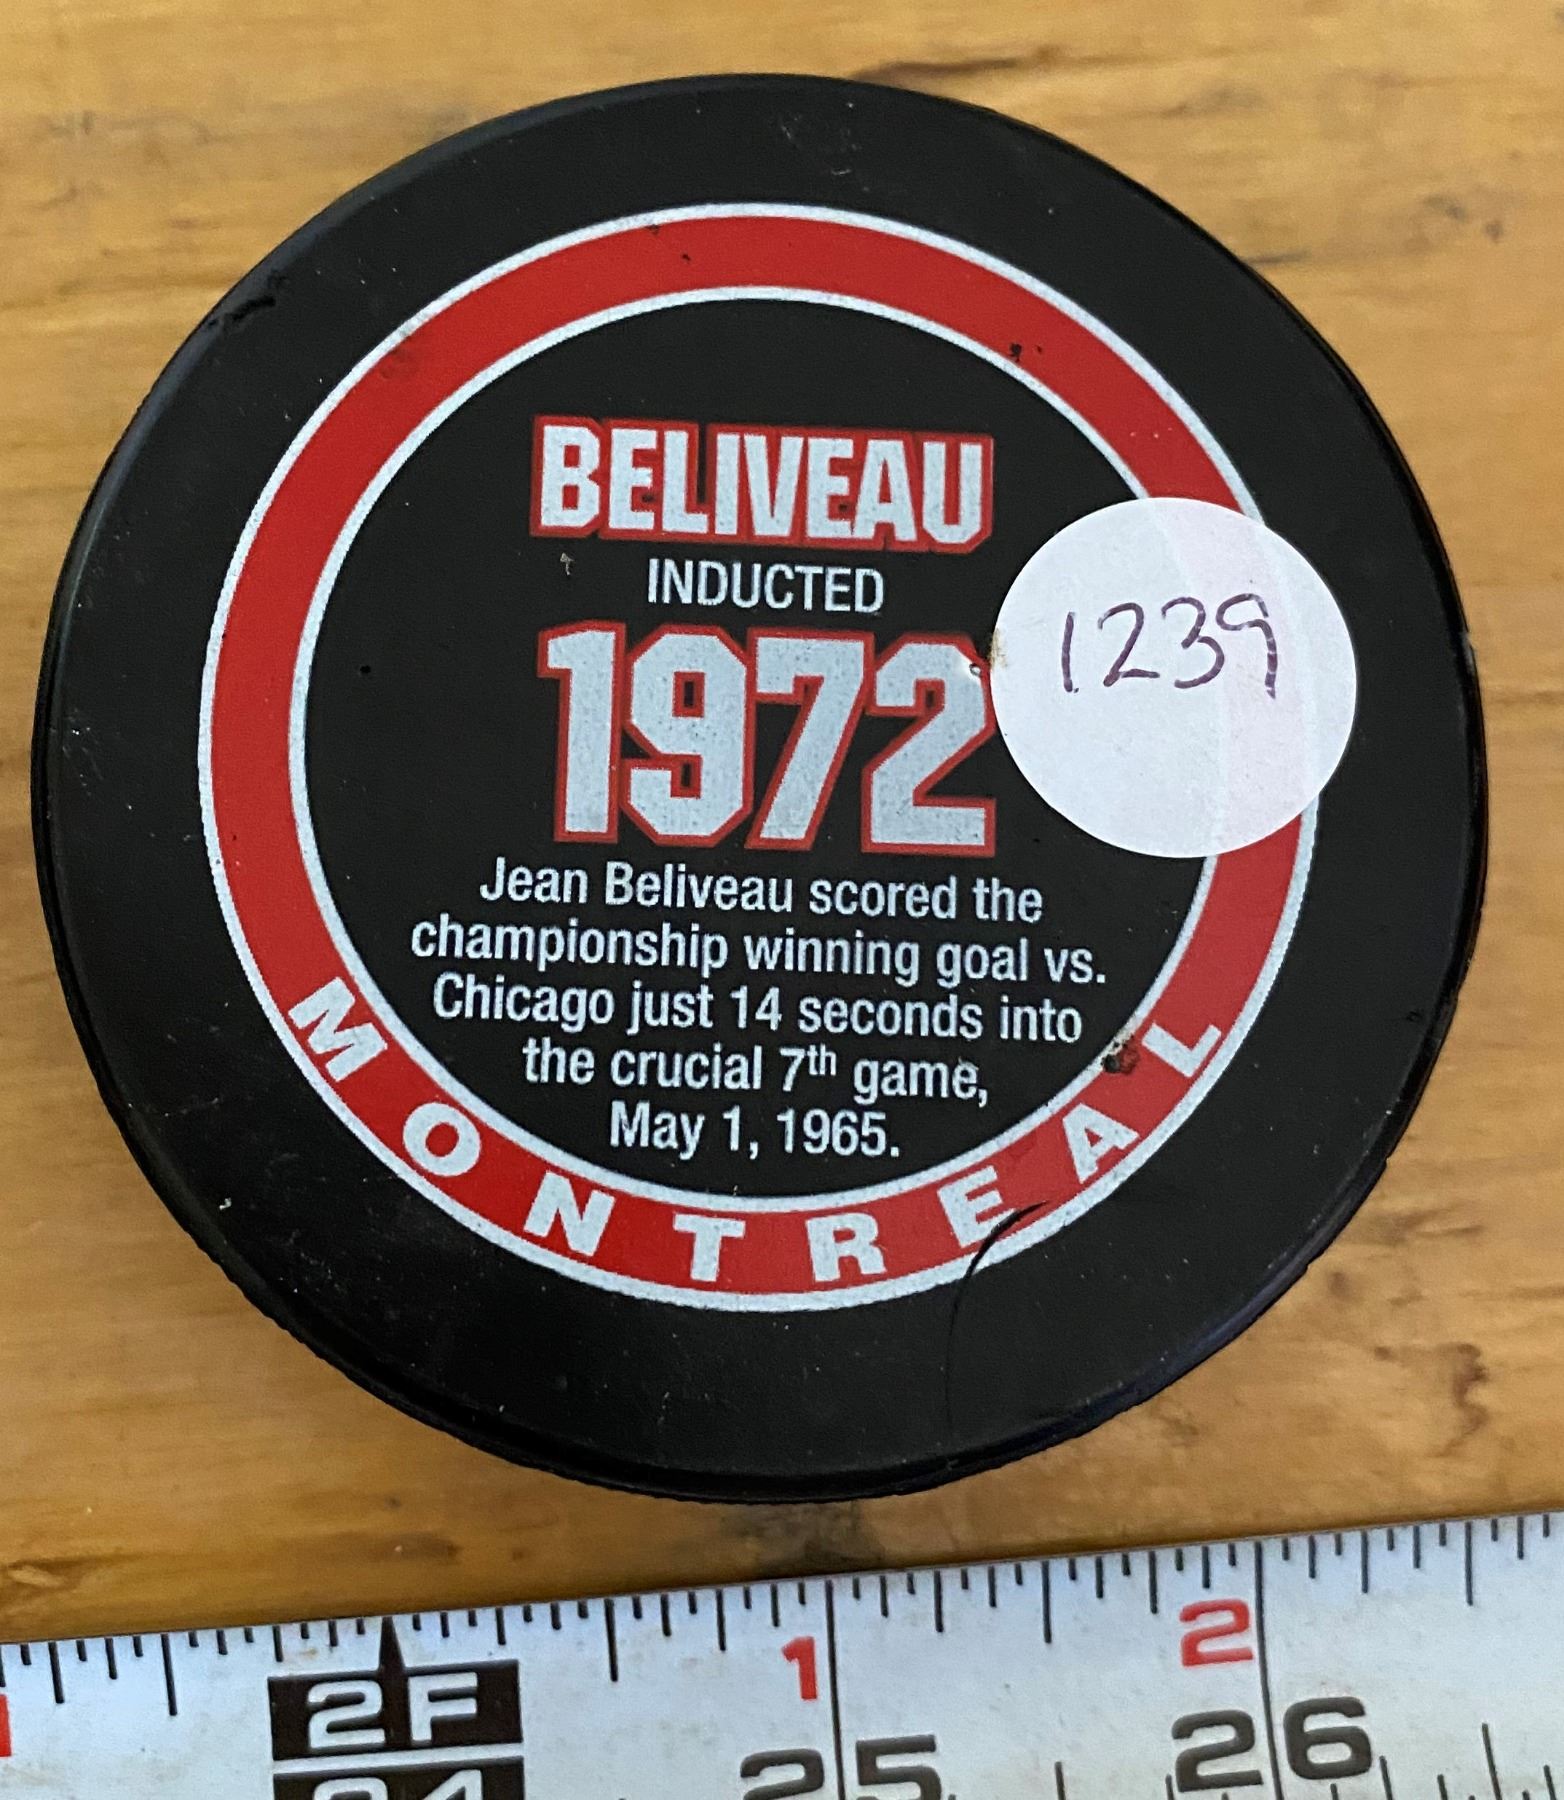 BELIVEAU
INDUCTED
1972
1239
Jean Beliveau scored the
championship winning goal vs.
Chicago just 14 seconds into
the crucial 7th game,
May 1, 1965.
MONTREAL
1 2
2F
25 26